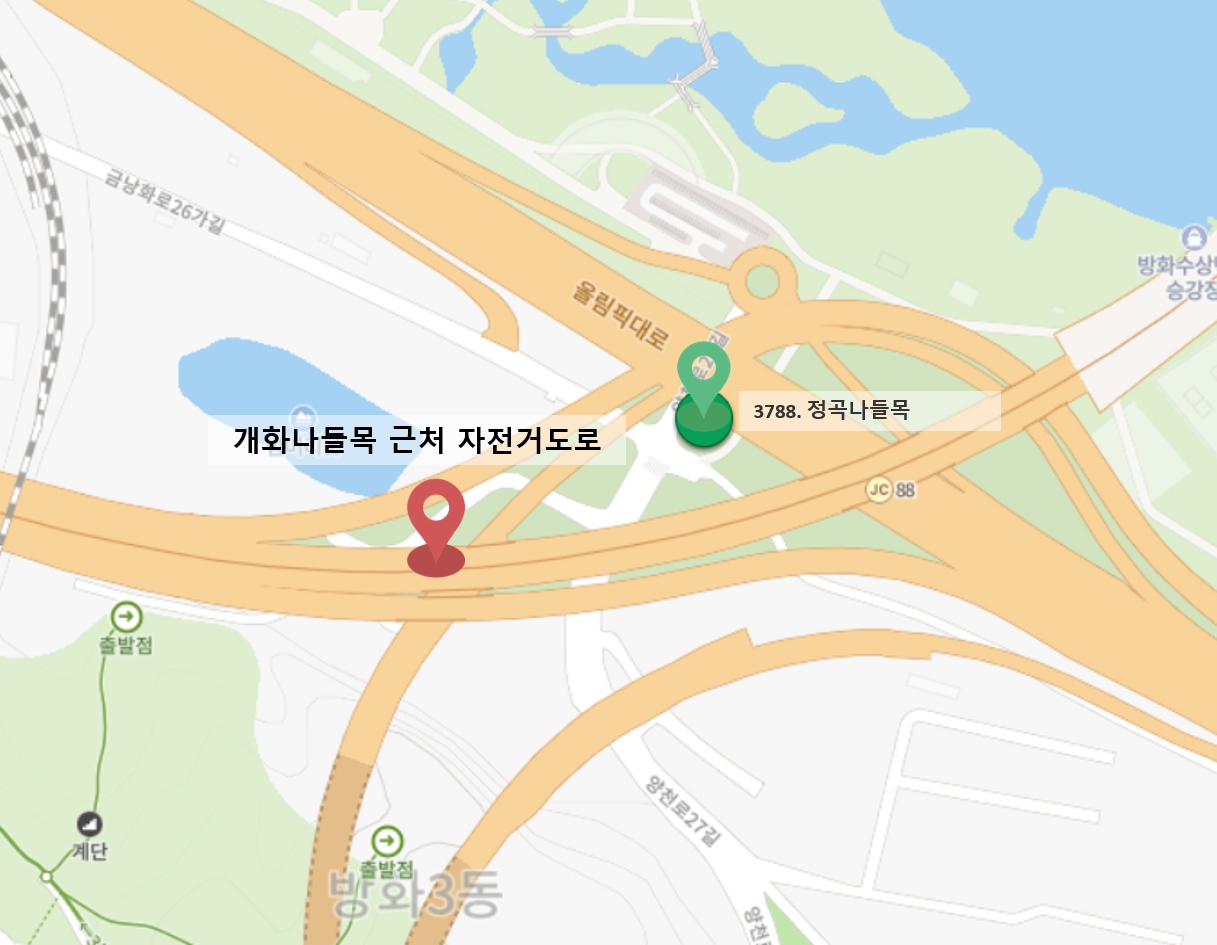 금낭화로26가길
올림픽대로
방화수상
승강장
3788. 정곡나들목
개화나들목 근처 자전거도로
JC 88
출발점
양천로27길
계단
출발점
방화3동
양천로